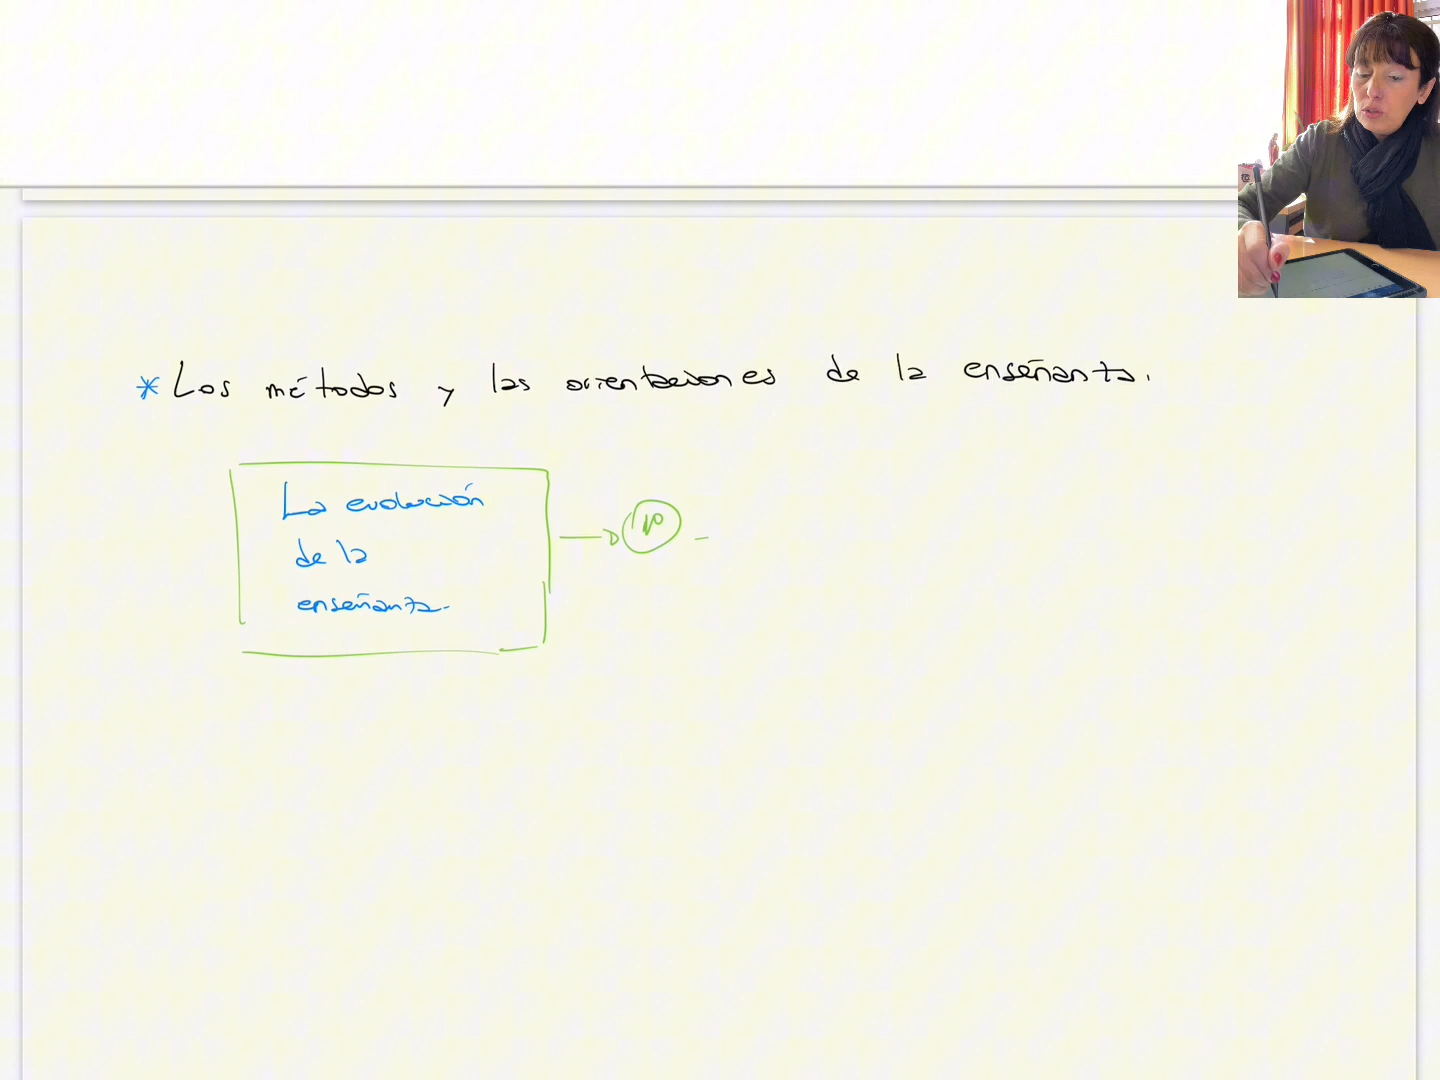 * Los métodos y las orientaciones de la enseñanza.
La evolución
de la
enseñanza.